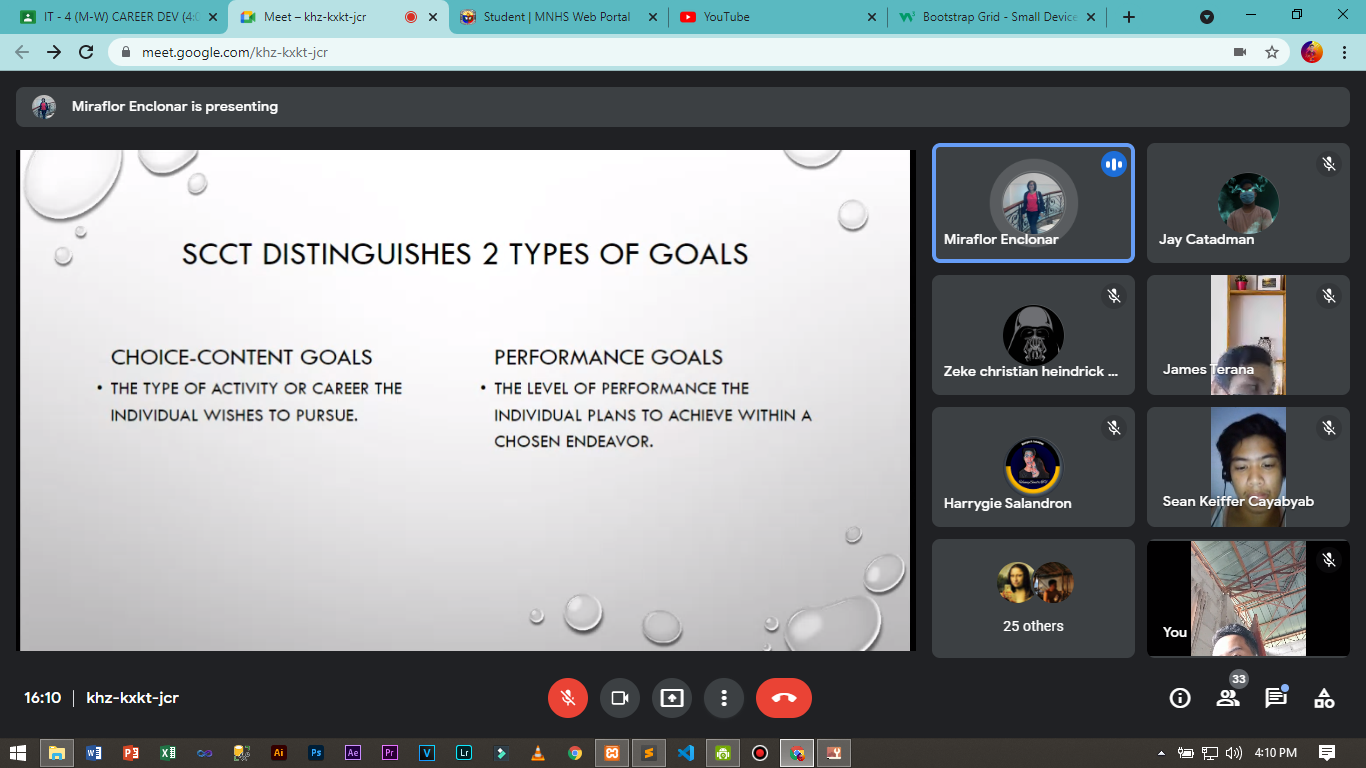 IT - 4 (M-W) CAREER DEV (4:0
Meet – khz-kxkt-jcr
Student | MNHS Web Portal
YouTube
Bootstrap Grid - Small Device
meet.google.com/khz-kxkt-jcr
Miraflor Enclonar is presenting
SCCT DISTINGUISHES 2 TYPES OF GOALS
CHOICE-CONTENT GOALS
• THE TYPE OF ACTIVITY OR CAREER THE
INDIVIDUAL WISHES TO PURSUE.
PERFORMANCE GOALS
• THE LEVEL OF PERFORMANCE THE
INDIVIDUAL PLANS TO ACHIEVE WITHIN A
CHOSEN ENDEAVOR.
Miraflor Enclonar
Jay Catadman
Zeke christian heindrick ...
James Terana
Harrygie Salandron
Sean Keiffer Cayabyab
25 others
You
16:10 | khz-kxkt-jcr
33
4:10 PM